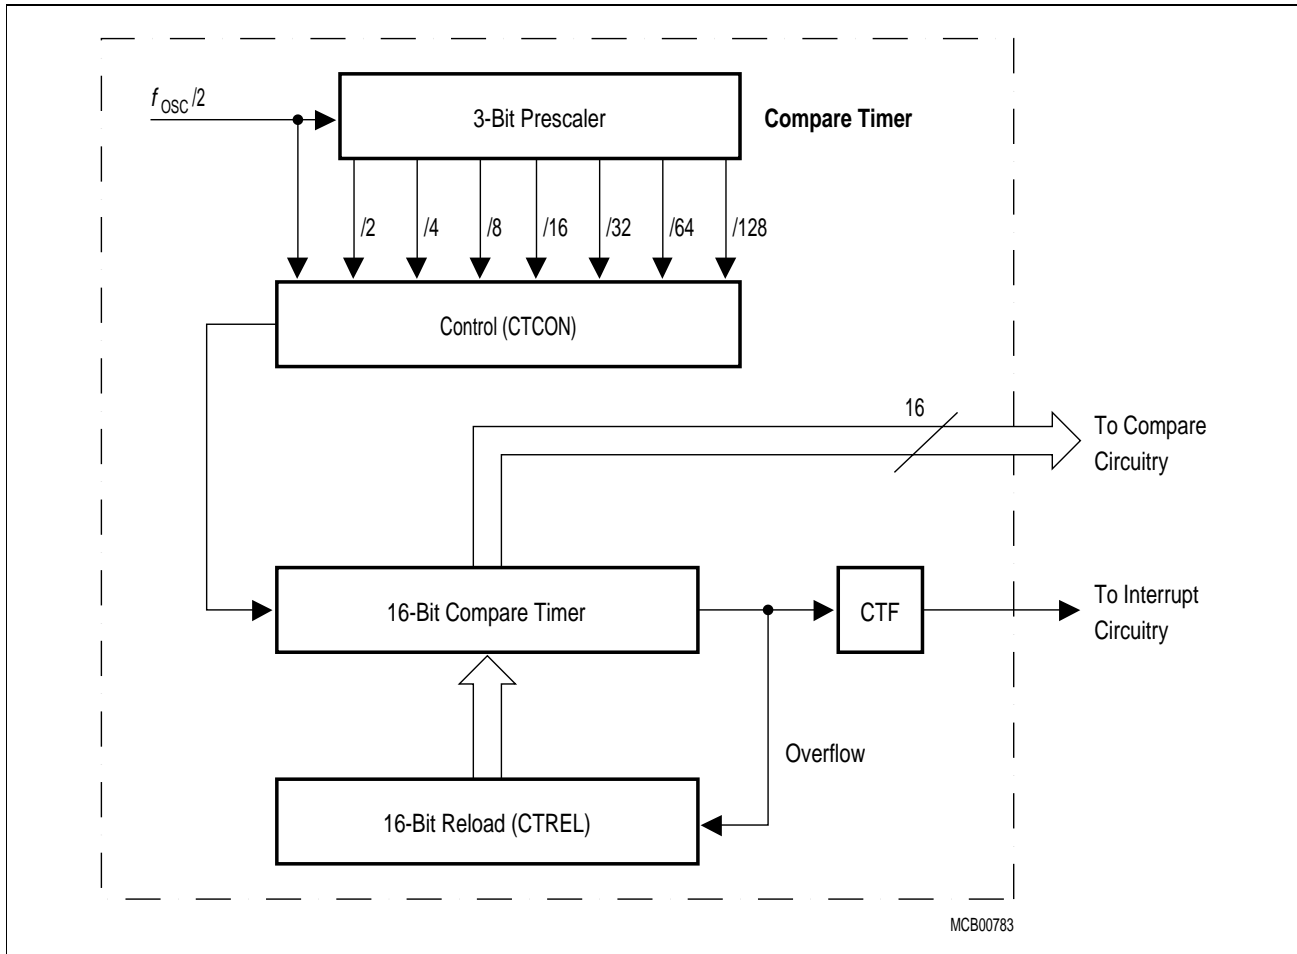 f OSC /2
3-Bit Prescaler
Compare Timer
/2
/4
/8
/16
/32
/64
/128
Control (CTCON)
16
To Compare
Circuitry
16-Bit Compare Timer
CTF
To Interrupt
Circuitry
Overflow
16-Bit Reload (CTREL)
MCB00783